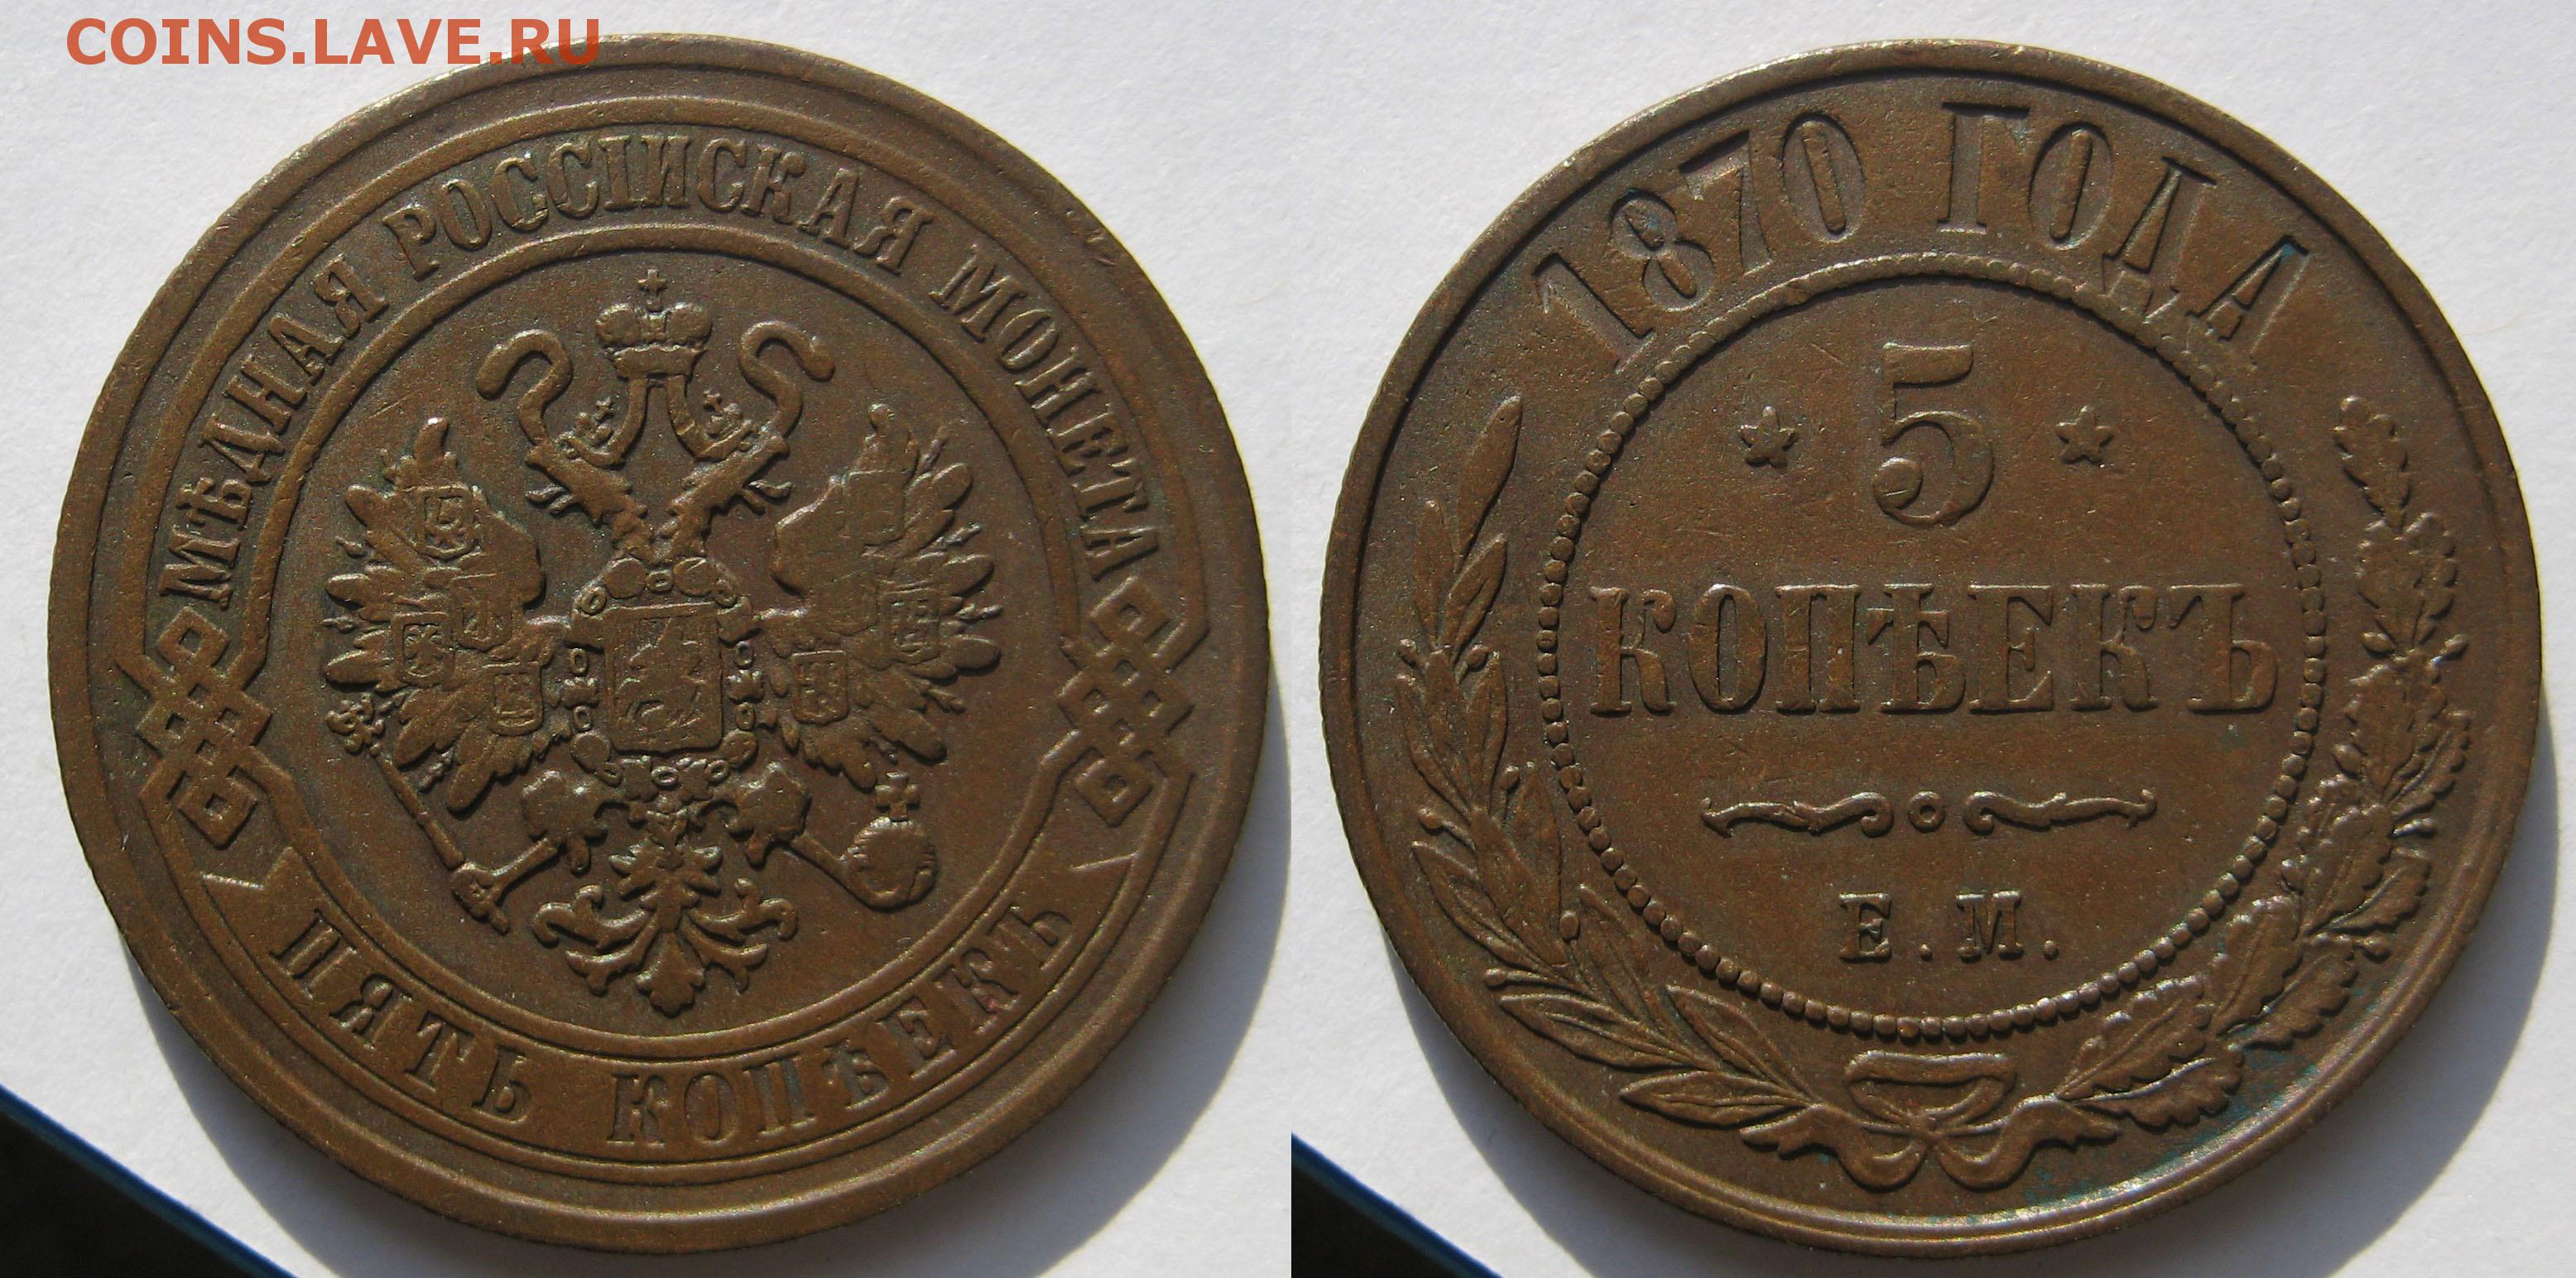 COINS.LAVE.RU
МѢДНАЯ РОССІЙСКАЯ МОНЕТА
ПЯТЬ КОПѢЕКЪ
1870 ГОДА
5
КОПѢЕКЪ
Е.М.